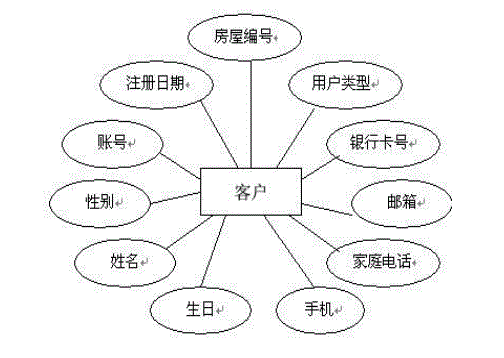 房屋编号
注册日期
用户类型
账号
银行卡号
客户
性别
邮箱
姓名
家庭电话
生日
手机